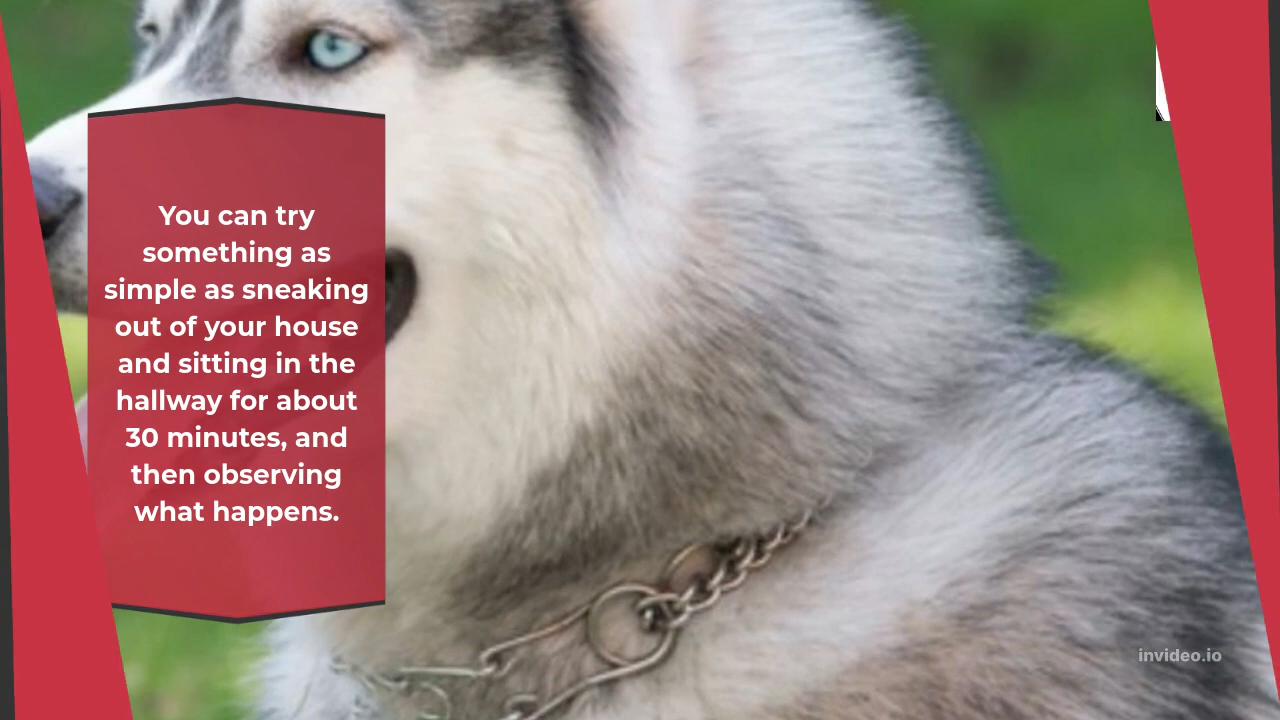 You can try
something as
simple as sneaking
out of your house
and sitting in the
hallway for about
30 minutes, and
then observing
what happens.
invideo.io